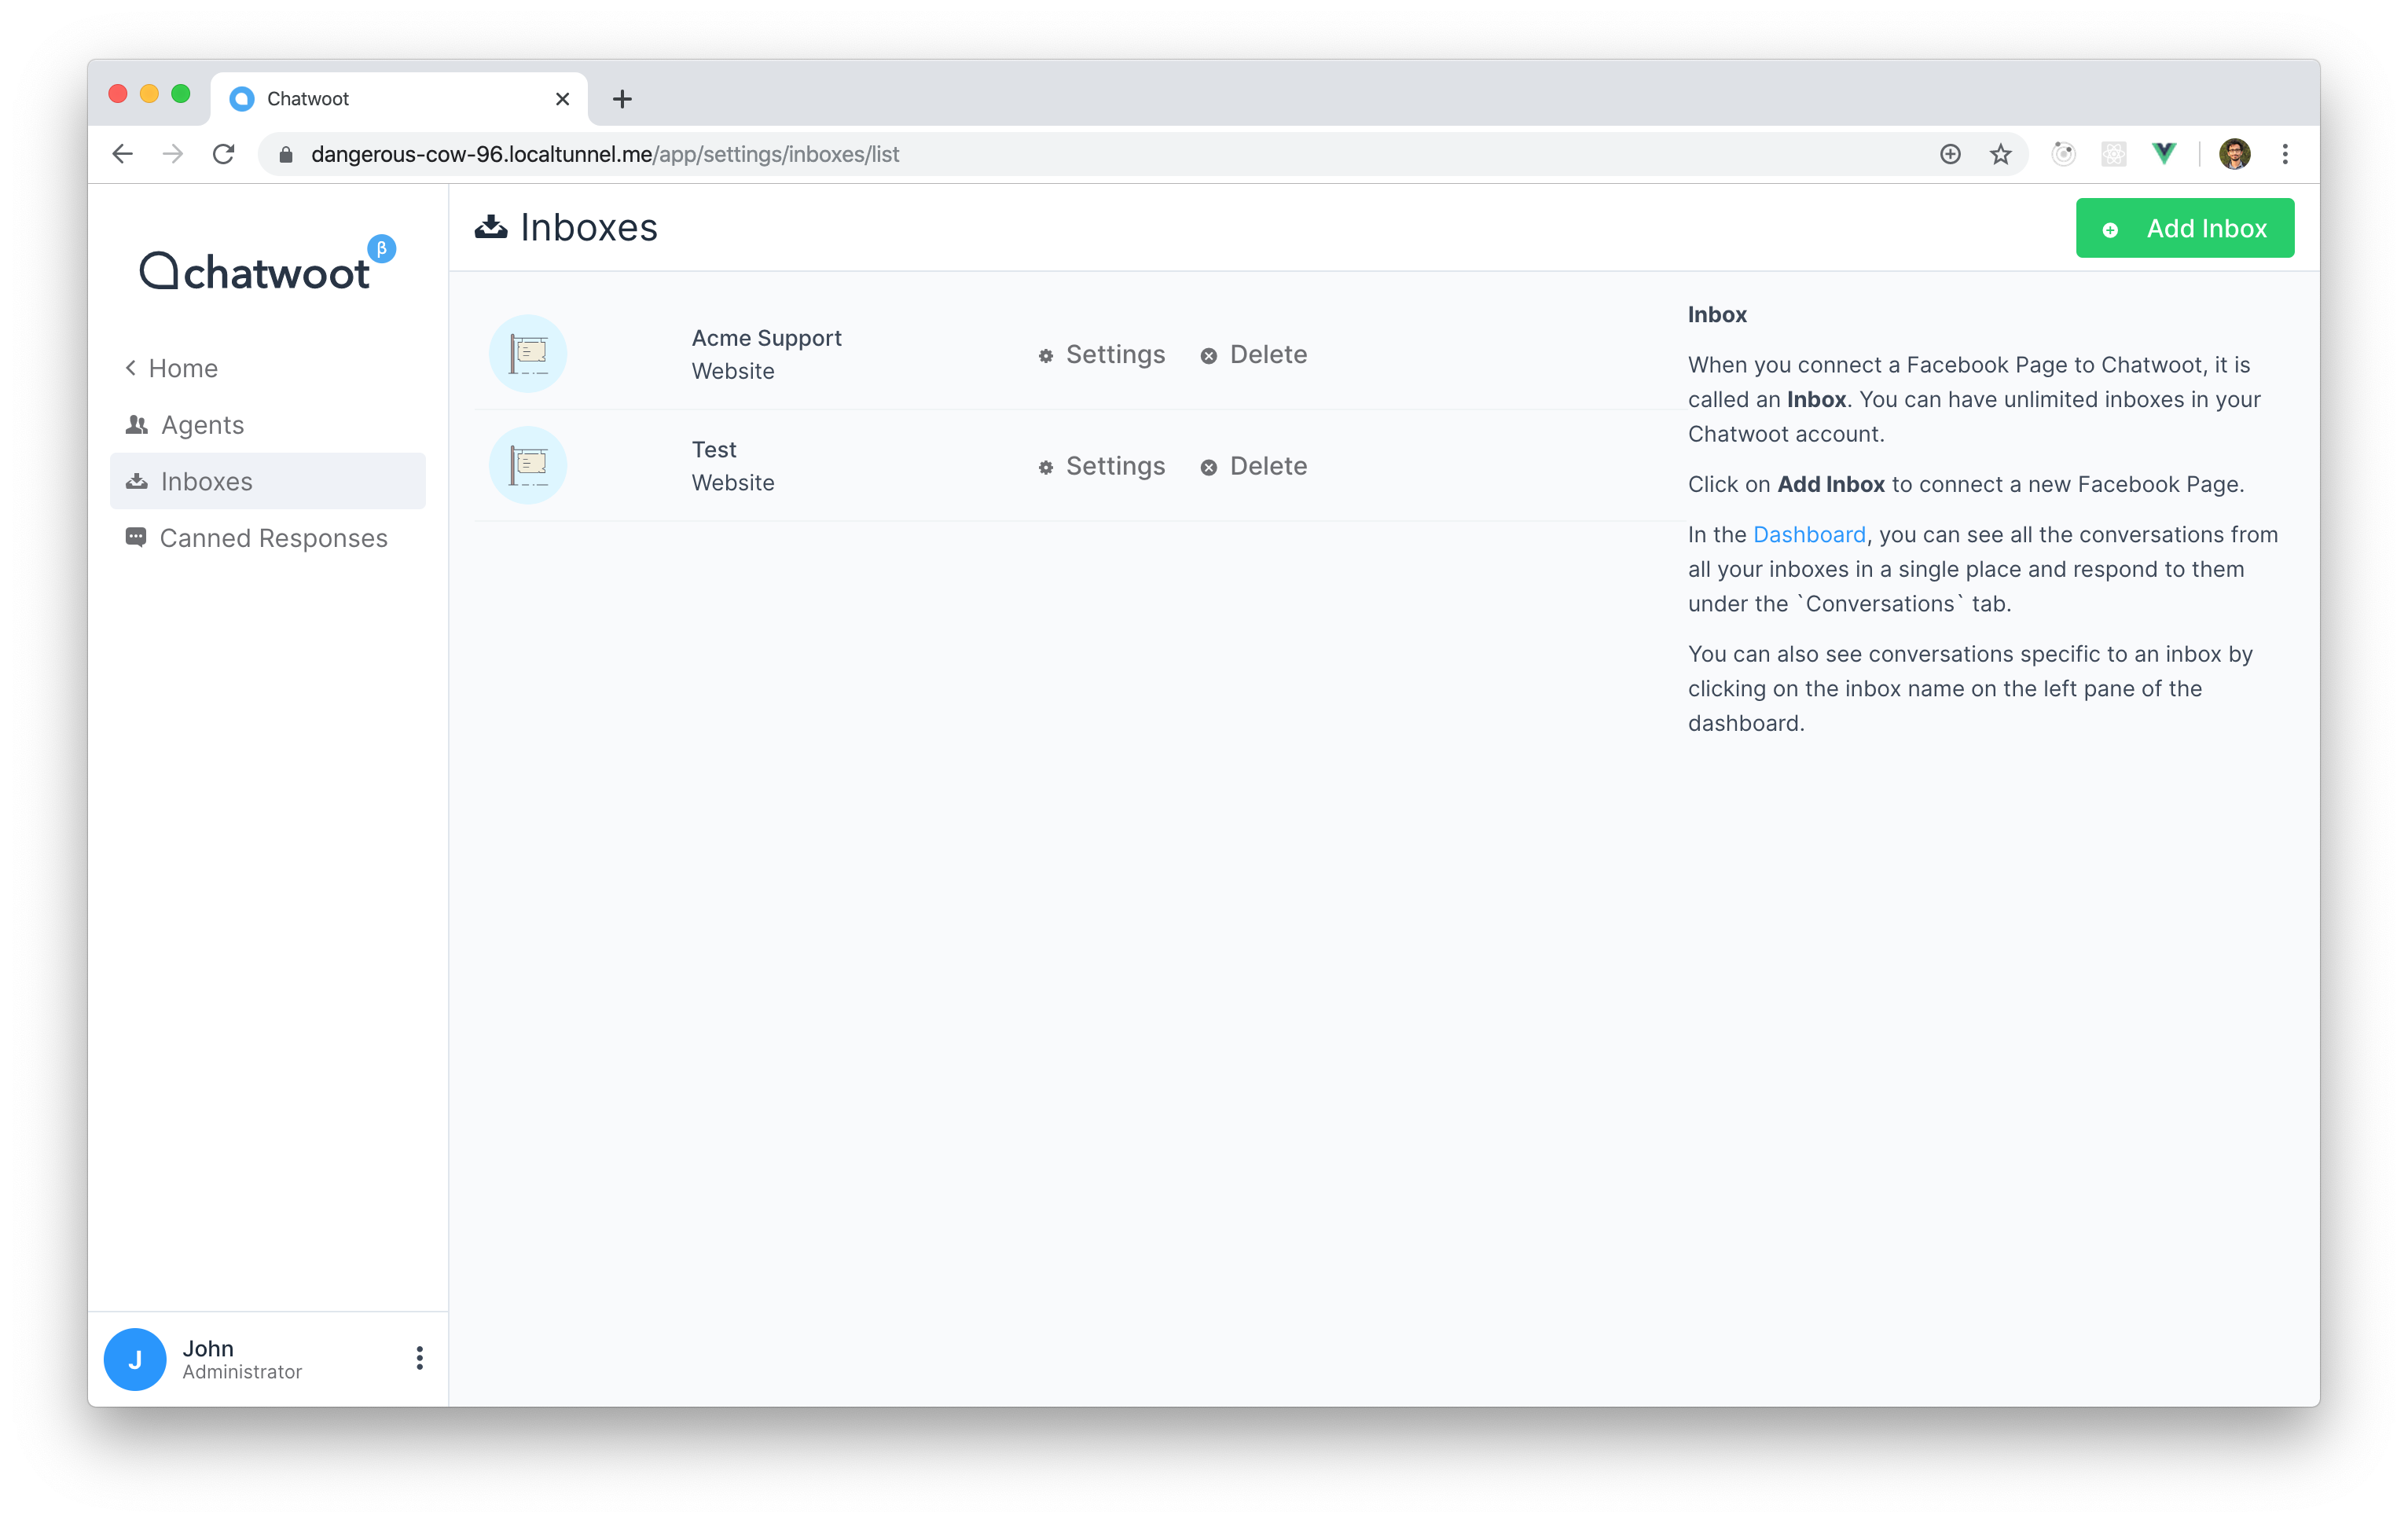 Chatwoot
dangerous-cow-96.localtunnel.me/app/settings/inboxes/list
chatwoot β
Home
Agents
Inboxes
Canned Responses
John
Administrator
J
Inboxes
Add Inbox
Acme Support
Website
Settings
Delete
Test
Website
Settings
Delete
Inbox
When you connect a Facebook Page to Chatwoot, it is
called an Inbox. You can have unlimited inboxes in your
Chatwoot account.
Click on Add Inbox to connect a new Facebook Page.
In the Dashboard, you can see all the conversations from
all your inboxes in a single place and respond to them
under the `Conversations` tab.
You can also see conversations specific to an inbox by
clicking on the inbox name on the left pane of the
dashboard.